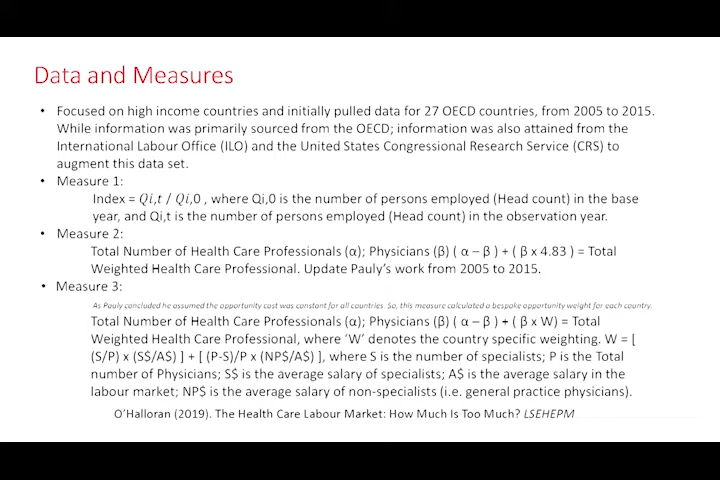 Data and Measures
• Focused on high income countries and initially pulled data for 27 OECD countries, from 2005 to 2015.
While information was primarily sourced from the OECD; information was also attained from the
International Labour Office (ILO) and the United States Congressional Research Service (CRS) to
augment this data set.
• Measure 1:
Index = Qi,t / Qi,0 , where Qi,0 is the number of persons employed (Head count) in the base
year, and Qi,t is the number of persons employed (Head count) in the observation year.
• Measure 2:
Total Number of Health Care Professionals (α); Physicians (β) ( α – β ) + ( β x 4.83 ) = Total
Weighted Health Care Professional. Update Pauly's work from 2005 to 2015.
• Measure 3:
As Pauly concluded he assumed the opportunity cost was constant for all countries. So, this measure calculated a bespoke opportunity weight for each country.
Total Number of Health Care Professionals (α); Physicians (β) ( α – β ) + ( β x W) = Total
Weighted Health Care Professional, where 'W' denotes the country specific weighting. W = [
(S/P) x (S$/A$) ] + [ (P-S)/P x (NP$/A$) ], where S is the number of specialists; P is the Total
number of Physicians; S$ is the average salary of specialists; A$ is the average salary in the
labour market; NP$ is the average salary of non-specialists (i.e. general practice physicians).
O'Halloran (2019). The Health Care Labour Market: How Much Is Too Much? LSEHEPM